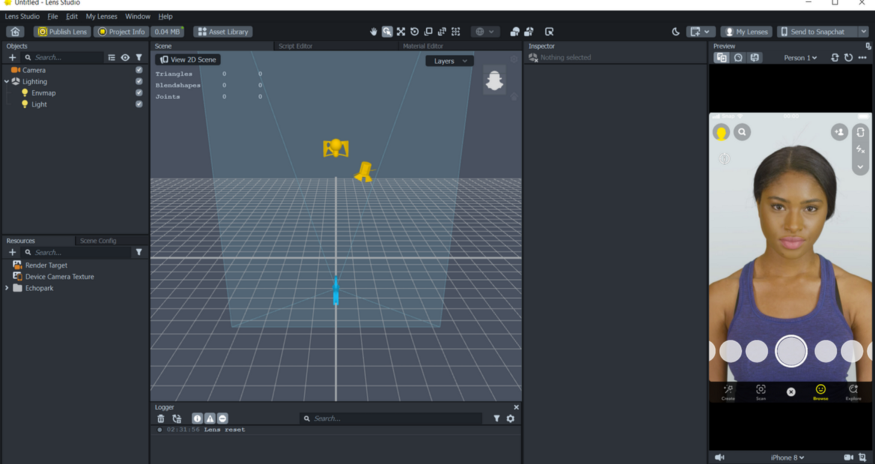 Untitled - Lens Studio
Lens Studio File Edit My Lenses Window Help
Publish Lens Project Info 0.04 MB Asset Library My Lenses Send to Snapchat
Objects
Search...
Camera
Lighting
Envmap
Light
Resources Scene Config
Search...
Render Target
Device Camera Texture
Echopark
Scene Script Editor Material Editor
View 2D Scene Layers
Triangles 0 0
Blendshapes 0 0
Joints 0 0
Logger
Search...
02:31:56 Lens reset
Inspector
Nothing selected
Preview
Person 1
Create Scan Browse Explore
iPhone 8